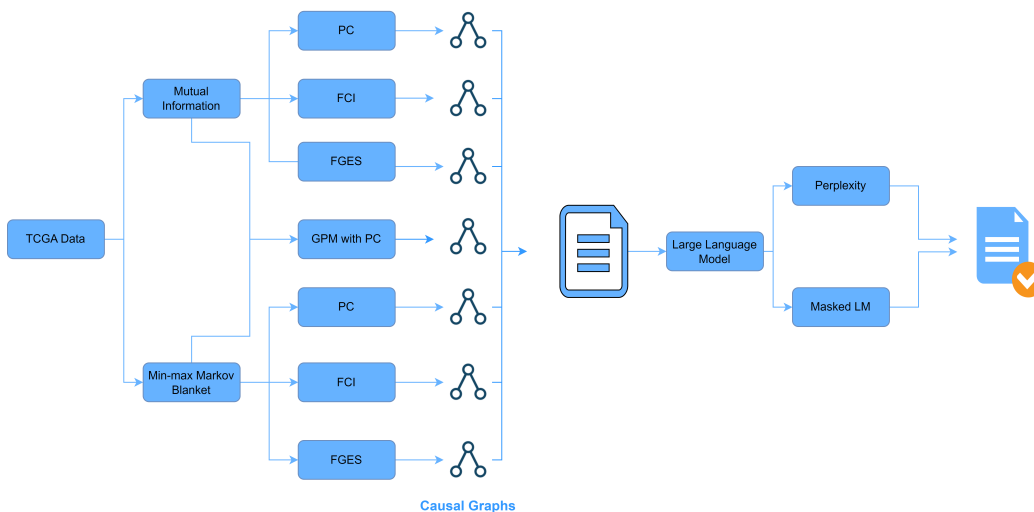 TCGA Data
Mutual
Information
Min-max Markov
Blanket
PC
FCI
FGES
GPM with PC
PC
FCI
FGES
Causal Graphs
Large Language
Model
Perplexity
Masked LM